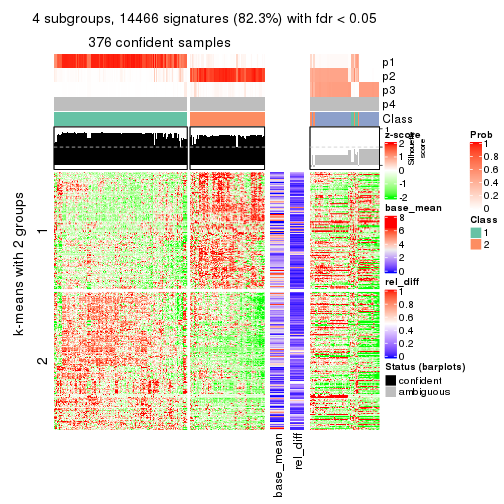 4 subgroups, 14466 signatures (82.3%) with fdr < 0.05
376 confident samples
p1
p2
p3
p4
Class
1
Silhouette
score
k-means with 2 groups
1
2
base_mean
rel_diff
z-score
2
1
0
-1
-2
base_mean
8
6
4
2
0
rel_diff
1
0.8
0.6
0.4
0.2
0
Status (barplots)
confident
ambiguous
Prob
1
0.8
0.6
0.4
0.2
0
Class
1
2